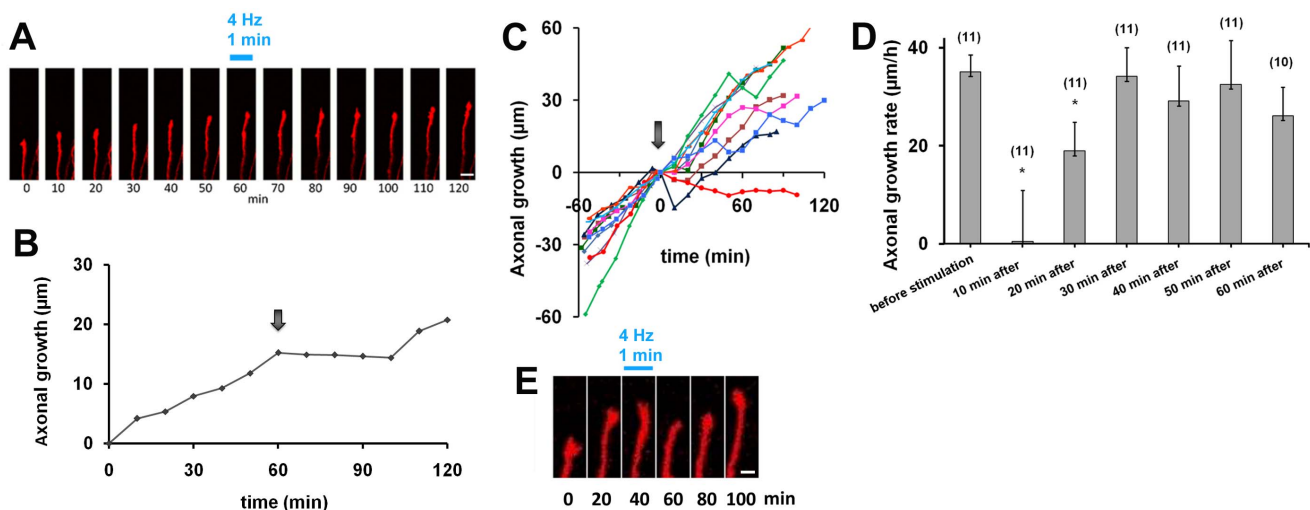 A
4 Hz
1 min
0 10 20 30 40 50 60 70 80 90 100 110 120
min
B
Axonal growth (µm)
30
20
10
0
0 30 60 90 120
time (min)
C
Axonal growth (µm)
60
30
0
-30
-60
-60 0 60 120
time (min)
D
Axonal growth rate (µm/h)
40
20
0
(11) (11) (11) (11) (11) (11) (10)
* *
before stimulation
10 min after
20 min after
30 min after
40 min after
50 min after
60 min after
E
4 Hz
1 min
0 20 40 60 80 100 min